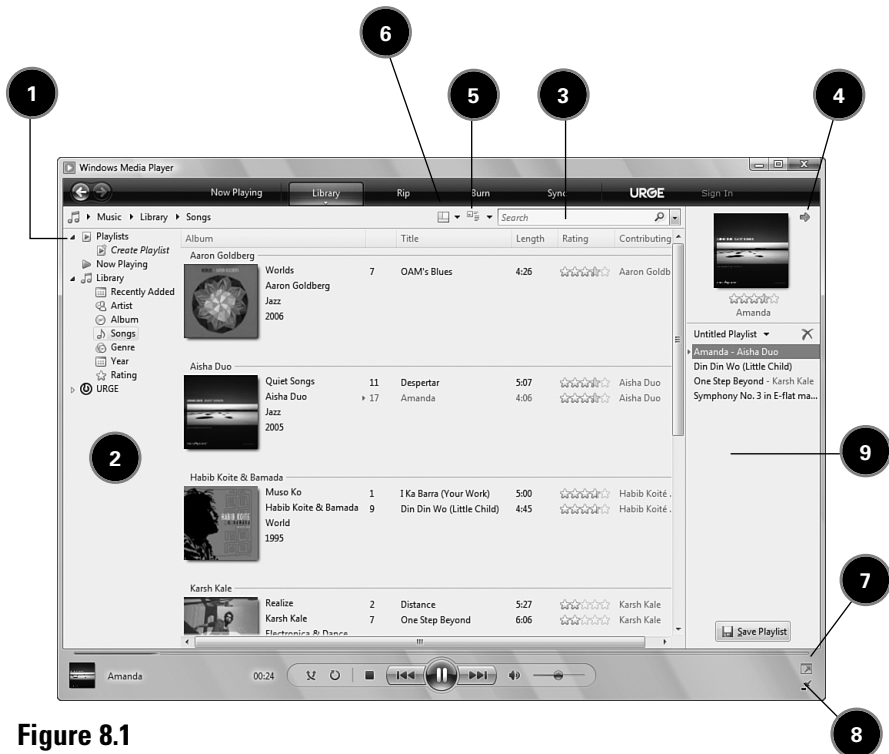 6
1
5
3
4
Windows Media Player
Now Playing Library Rip Burn Sync URGE Sign In
Music Library Songs
Search
Playlists
Create Playlist
Now Playing
Library
Recently Added
Artist
Album
Songs
Genre
Year
Rating
URGE
2
Album Title Length Rating Contributing
Aaron Goldberg
Worlds 7 OAM's Blues 4:26 Aaron Goldb
Aaron Goldberg
Jazz
2006
Aisha Duo
Quiet Songs 11 Despertar 5:07 Aisha Duo
Aisha Duo 17 Amanda 4:06 Aisha Duo
Jazz
2005
Habib Koite & Bamada
Muso Ko 1 I Ka Barra (Your Work) 5:00 Habib Koité .
Habib Koite & Bamada 9 Din Din Wo (Little Child) 4:45 Habib Koité .
World
1995
Karsh Kale
Realize 2 Distance 5:27 Karsh Kale
Karsh Kale 7 One Step Beyond 6:06 Karsh Kale
Electronica & Dance
Amanda
Untitled Playlist
Amanda - Aisha Duo
Din Din Wo (Little Child)
One Step Beyond - Karsh Kale
Symphony No. 3 in E-flat ma...
9
7
Save Playlist
Amanda 00:24
8
Figure 8.1